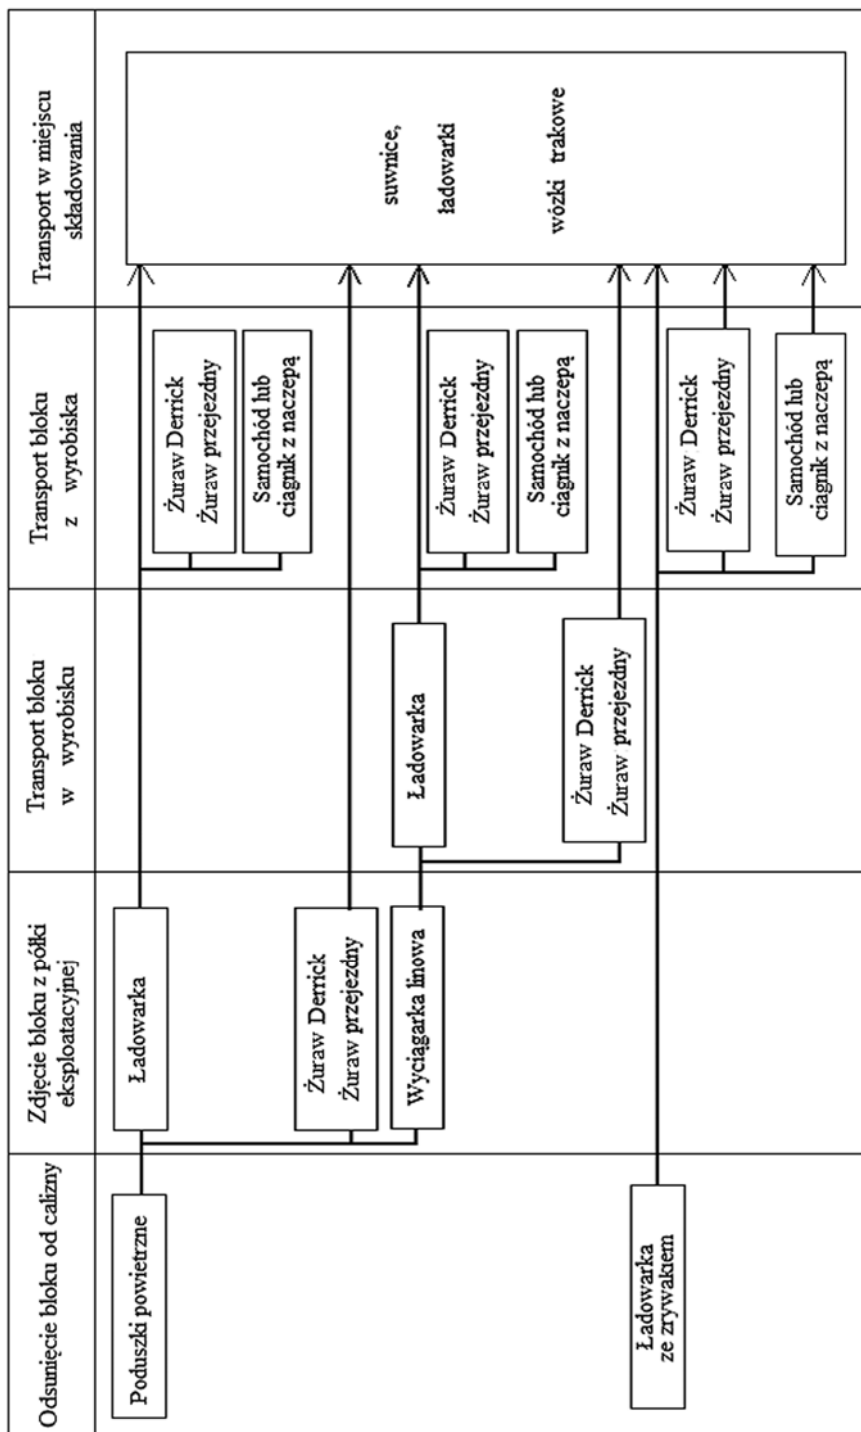 Odsunięcie bloku od calizny
Zdjęcie bloku z półki
eksploatacyjnej
Transport bloku
w wyrobisku
Transport bloku
z wyrobiska
Transport w miejscu
składowania
Poduszki powietrzne
Ładowarka
ze zrywakiem
Ładowarka
Żuraw Derrick
Żuraw przejezdny
Wyciągarka linowa
Ładowarka
Żuraw Derrick
Żuraw przejezdny
Żuraw Derrick
Żuraw przejezdny
Samochód lub
ciagnik z naczepą
Żuraw Derrick
Żuraw przejezdny
Samochód lub
ciagnik z naczepą
Żuraw Derrick
Żuraw przejezdny
Samochód lub
ciagnik z naczepą
suwnice,
ładowarki
wózki trakowe